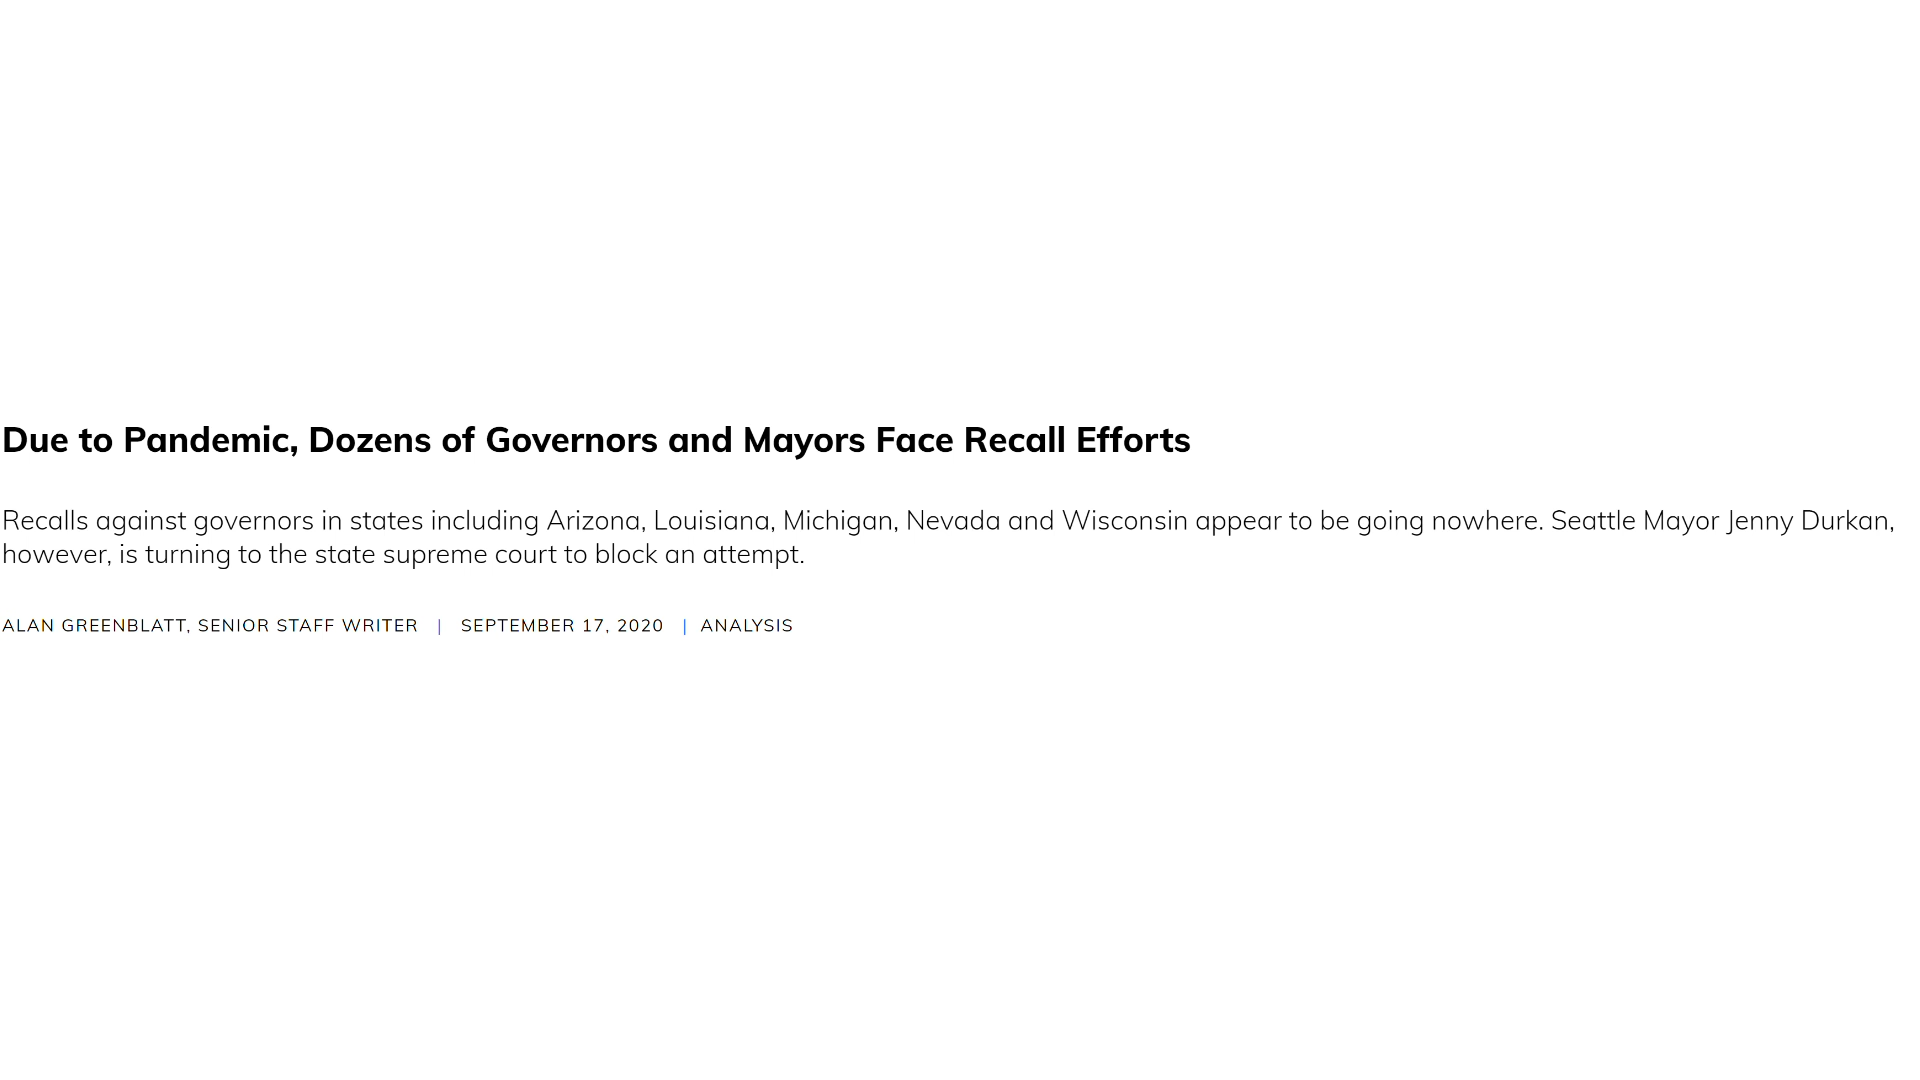 Due to Pandemic, Dozens of Governors and Mayors Face Recall Efforts
Recalls against governors in states including Arizona, Louisiana, Michigan, Nevada and Wisconsin appear to be going nowhere. Seattle Mayor Jenny Durkan,
however, is turning to the state supreme court to block an attempt.
ALAN GREENBLATT, SENIOR STAFF WRITER | SEPTEMBER 17, 2020 | ANALYSIS